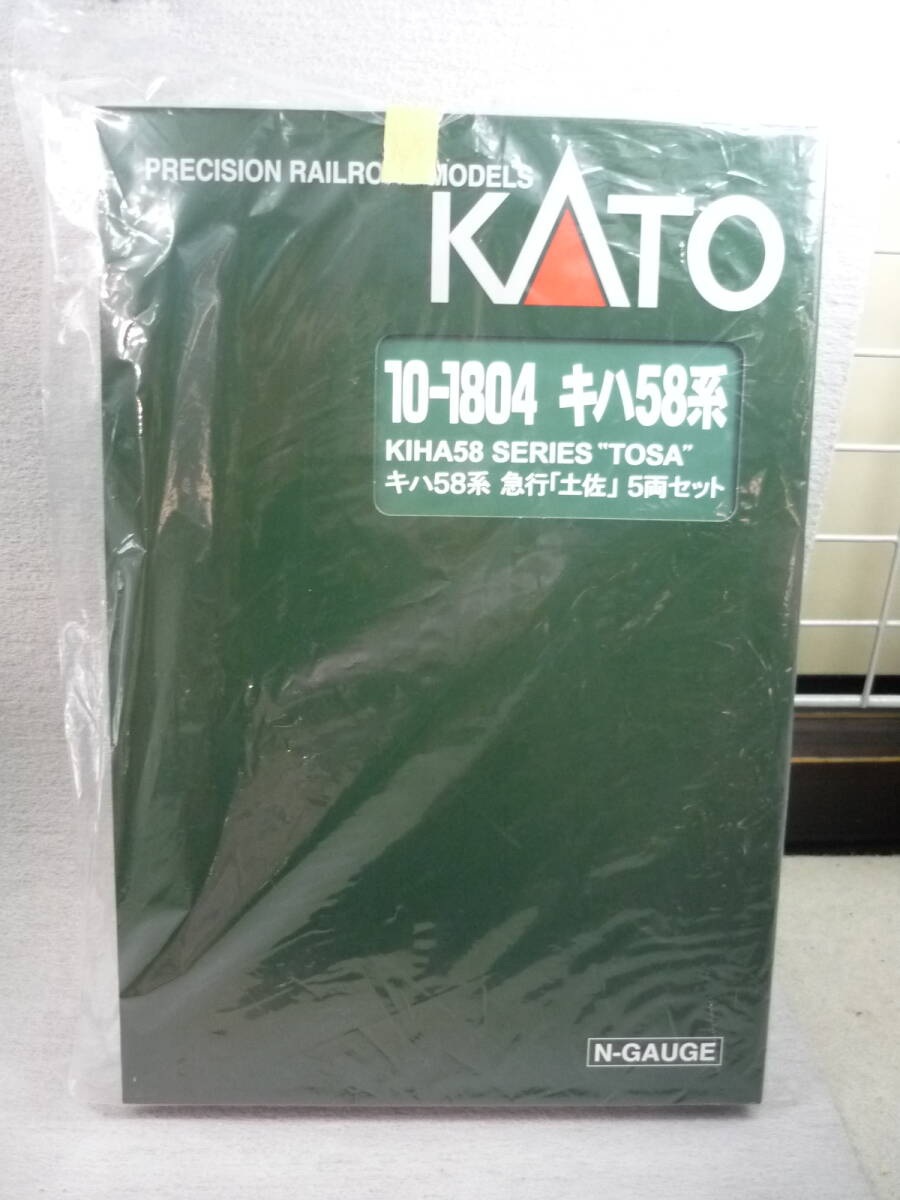 PRECISION RAILROAD MODELS
KATO
10-1804 キハ58系
KIHA58 SERIES "TOSA"
キハ58系 急行「土佐」 5両セット
N-GAUGE